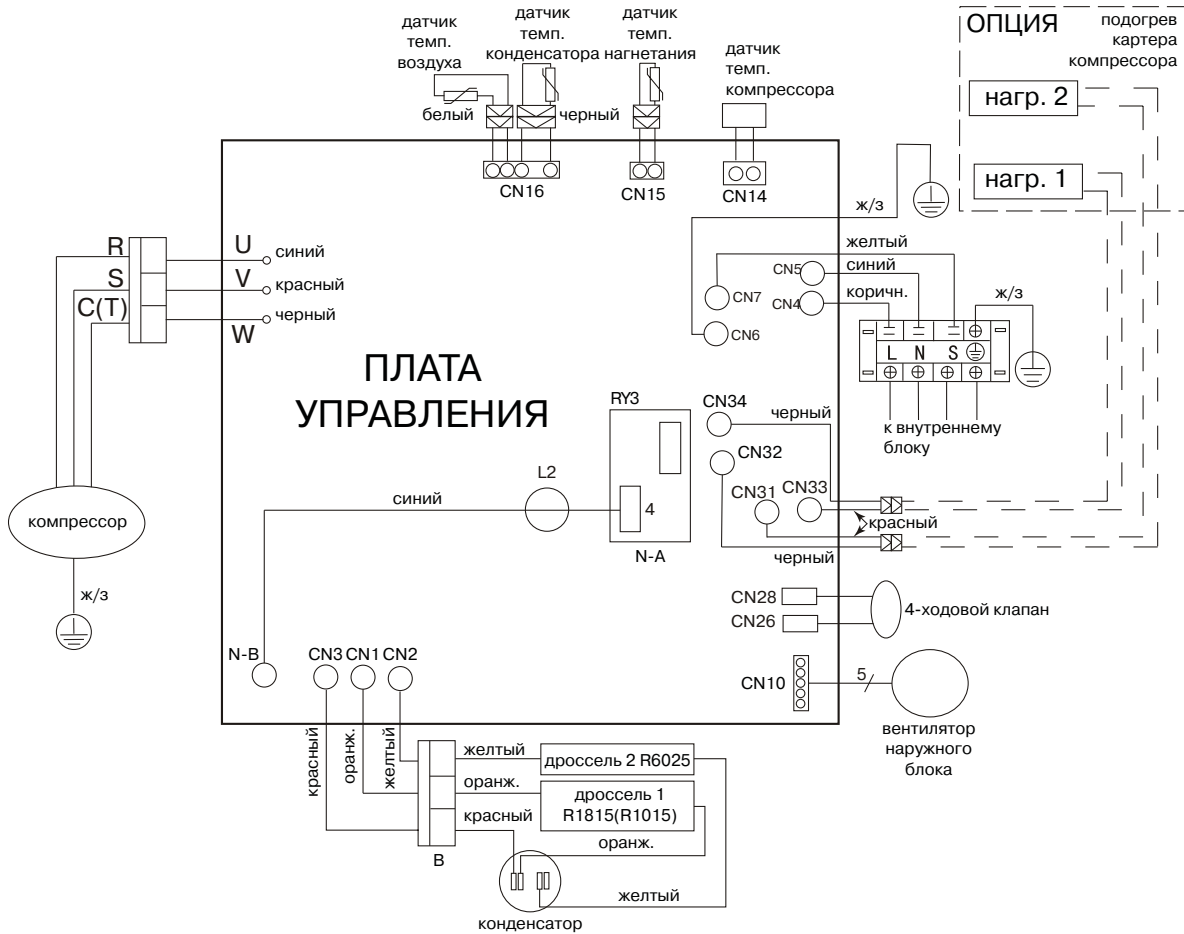 датчик
темп.
воздуха
датчик
темп.
конденсатора
датчик
темп.
нагнетания
датчик
темп.
компрессора
белый
черный
CN16
CN15
CN14
ОПЦИЯ
подогрев
картера
компрессора
нагр. 2
нагр. 1
ж/з
желтый
CN5
синий
CN7
CN4
коричн.
ж/з
CN6
L N S
к внутреннему
блоку
R
S
C(T)
U
синий
V
красный
черный
W
ПЛАТА
УПРАВЛЕНИЯ
RY3
4
N-A
L2
синий
компрессор
ж/з
CN34
черный
CN32
CN31
CN33
красный
черный
CN28
CN26
4-ходовой клапан
CN10
5
вентилятор
наружного
блока
N-B
CN3
CN1
CN2
красный
оранж.
желтый
желтый
дроссель 2 R6025
оранж.
дроссель 1
R1815(R1015)
красный
B
оранж.
желтый
конденсатор